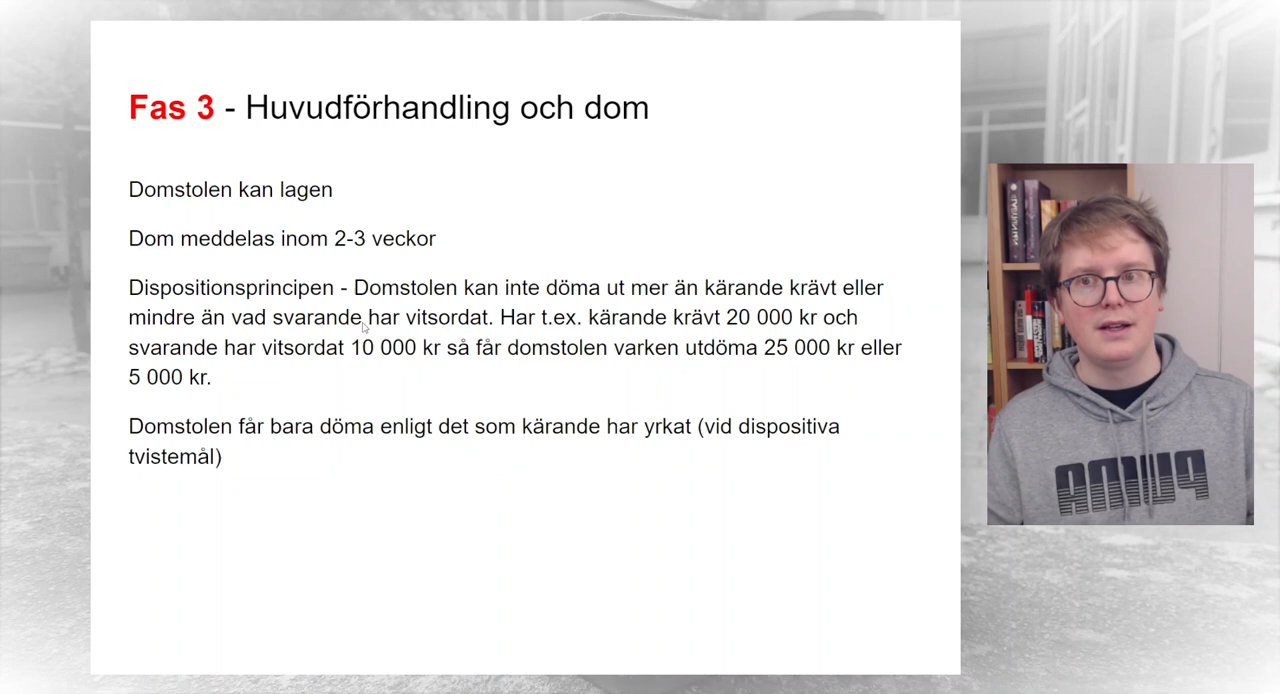 Fas 3 - Huvudförhandling och dom
Domstolen kan lagen
Dom meddelas inom 2-3 veckor
Dispositionsprincipen - Domstolen kan inte döma ut mer än kärande krävt eller
mindre än vad svarande har vitsordat. Har t.ex. kärande krävt 20 000 kr och
svarande har vitsordat 10 000 kr så får domstolen varken utdöma 25 000 kr eller
5 000 kr.
Domstolen får bara döma enligt det som kärande har yrkat (vid dispositiva
tvistemål)
PUMA